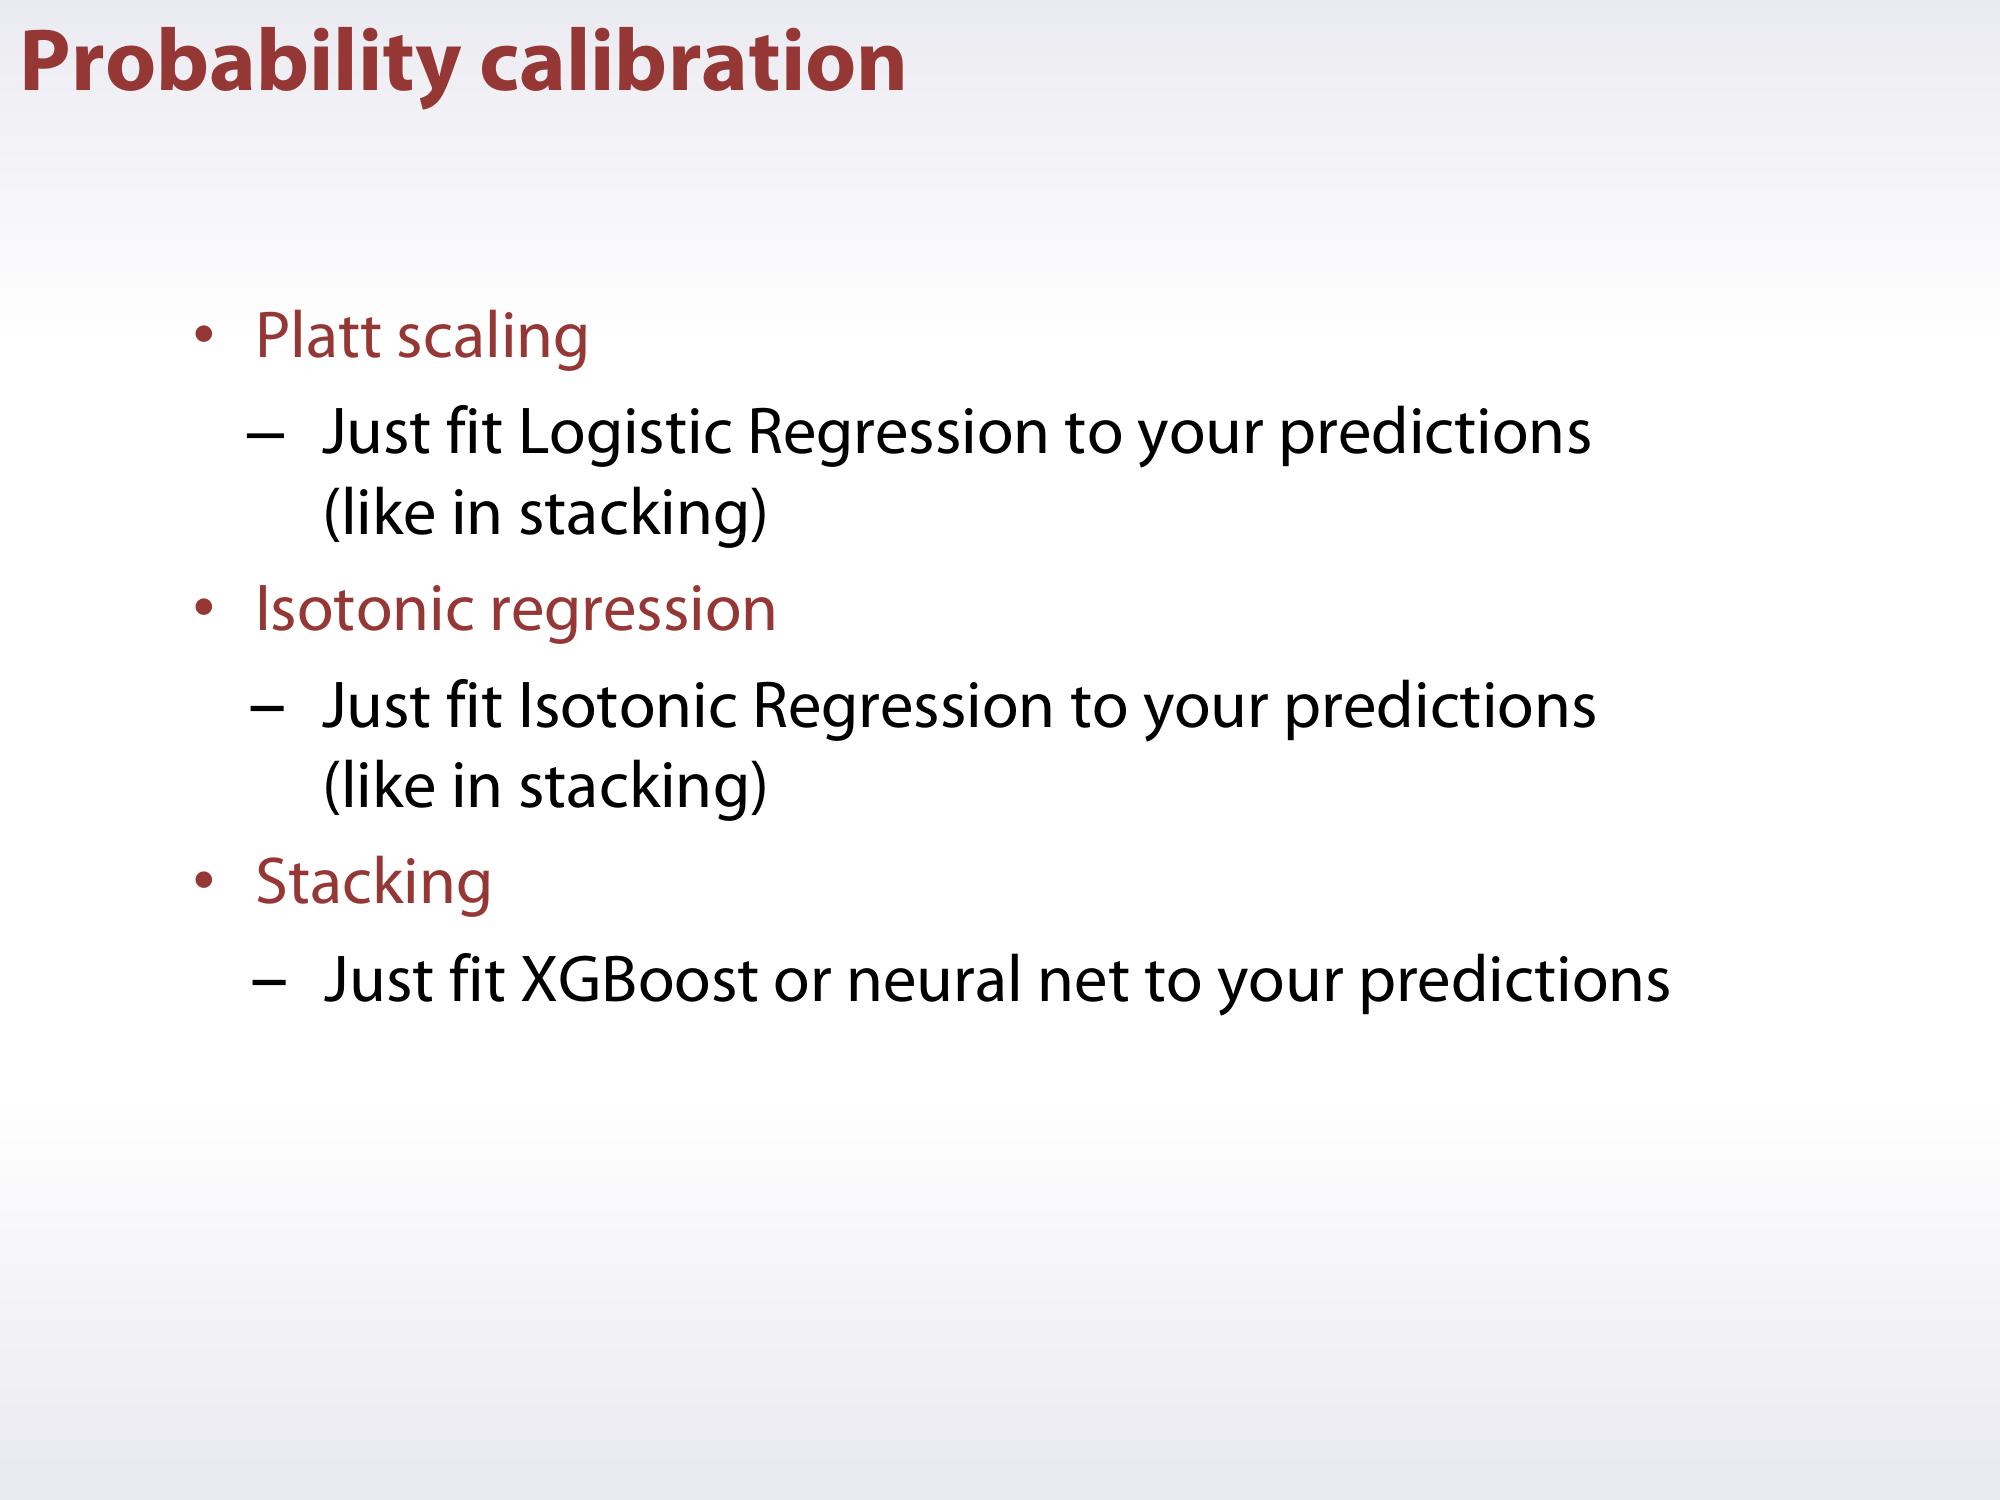 Probability calibration
• Platt scaling
– Just fit Logistic Regression to your predictions
(like in stacking)
• Isotonic regression
– Just fit Isotonic Regression to your predictions
(like in stacking)
• Stacking
– Just fit XGBoost or neural net to your predictions